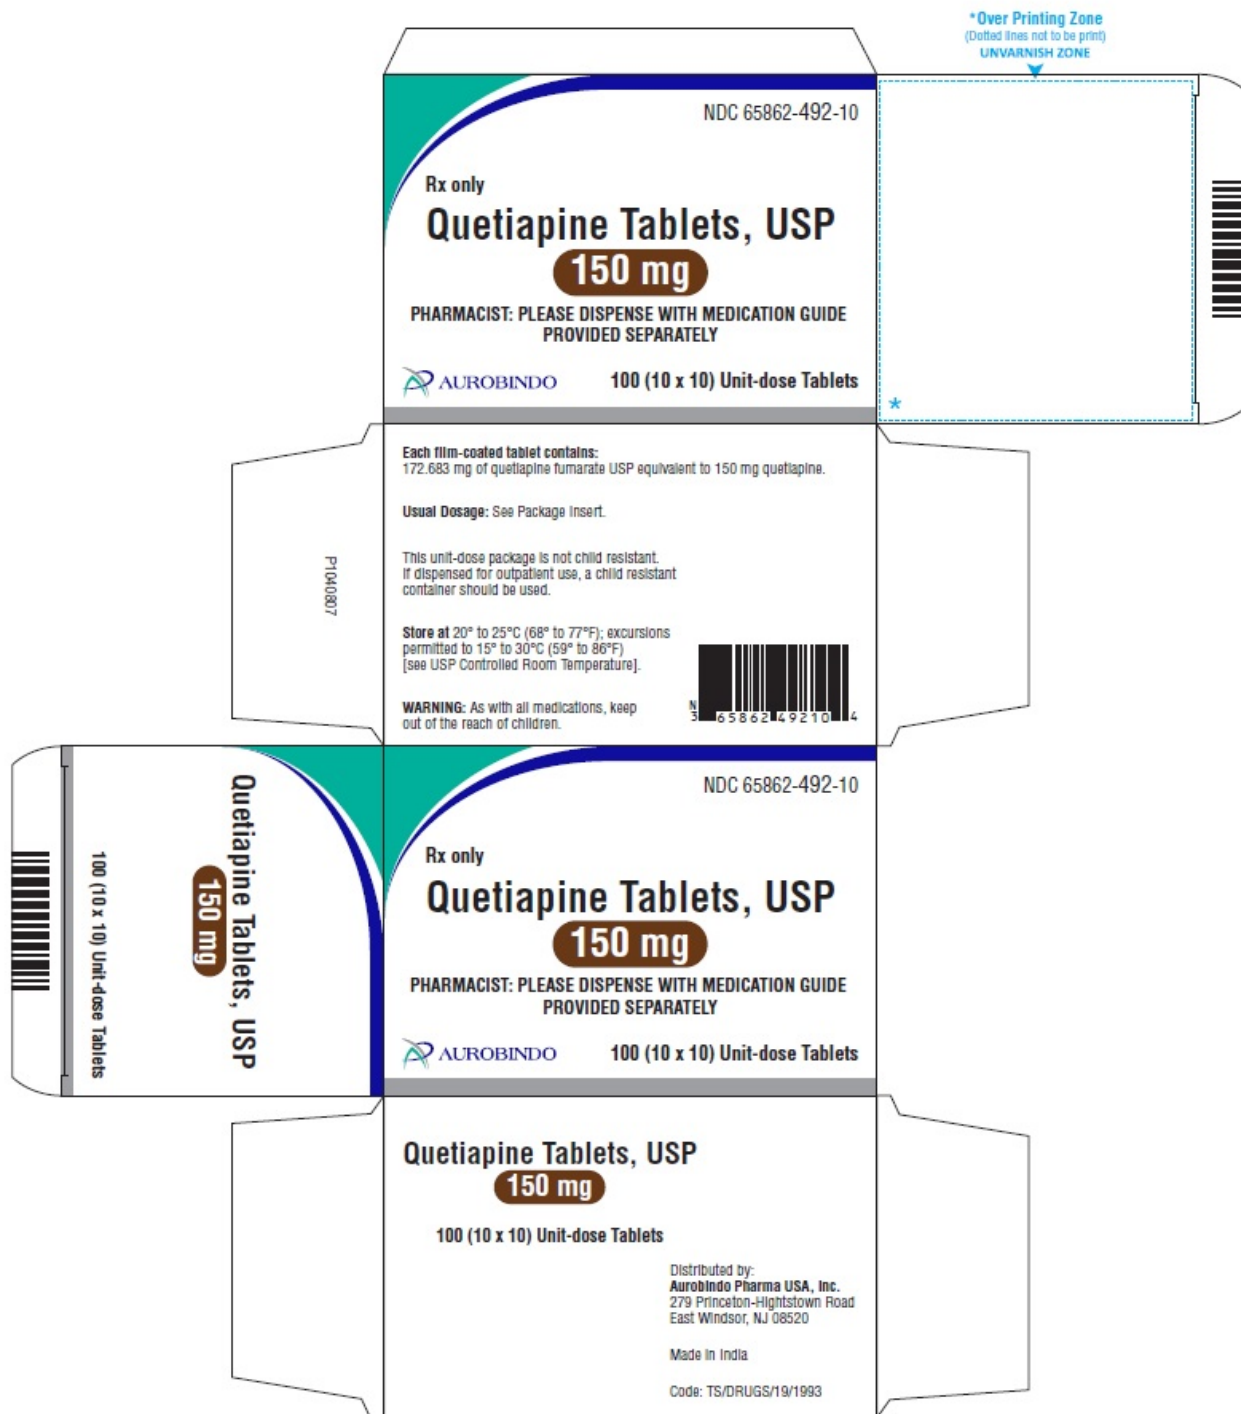 *Over Printing Zone
(Dotted lines not to be print)
UNVARNISH ZONE
NDC 65862-492-10
Rx only
Quetiapine Tablets, USP
150 mg
PHARMACIST: PLEASE DISPENSE WITH MEDICATION GUIDE
PROVIDED SEPARATELY
AUROBINDO
100 (10 x 10) Unit-dose Tablets
*
Each film-coated tablet contains:
172.683 mg of quetiapine fumarate USP equivalent to 150 mg quetiapine.
Usual Dosage: See Package Insert.
This unit-dose package is not child resistant.
If dispensed for outpatient use, a child resistant
container should be used.
Store at 20° to 25°C (68° to 77°F); excursions
permitted to 15° to 30°C (59° to 86°F)
[see USP Controlled Room Temperature].
WARNING: As with all medications, keep
out of the reach of children.
N
3 65862 49210 4
P1040807
Quetiapine Tablets, USP
150 mg
100 (10 x 10) Unit-dose Tablets
NDC 65862-492-10
Rx only
Quetiapine Tablets, USP
150 mg
PHARMACIST: PLEASE DISPENSE WITH MEDICATION GUIDE
PROVIDED SEPARATELY
AUROBINDO
100 (10 x 10) Unit-dose Tablets
Quetiapine Tablets, USP
150 mg
100 (10 x 10) Unit-dose Tablets
Distributed by:
Aurobindo Pharma USA, Inc.
279 Princeton-Hightstown Road
East Windsor, NJ 08520
Made in India
Code: TS/DRUGS/19/1993